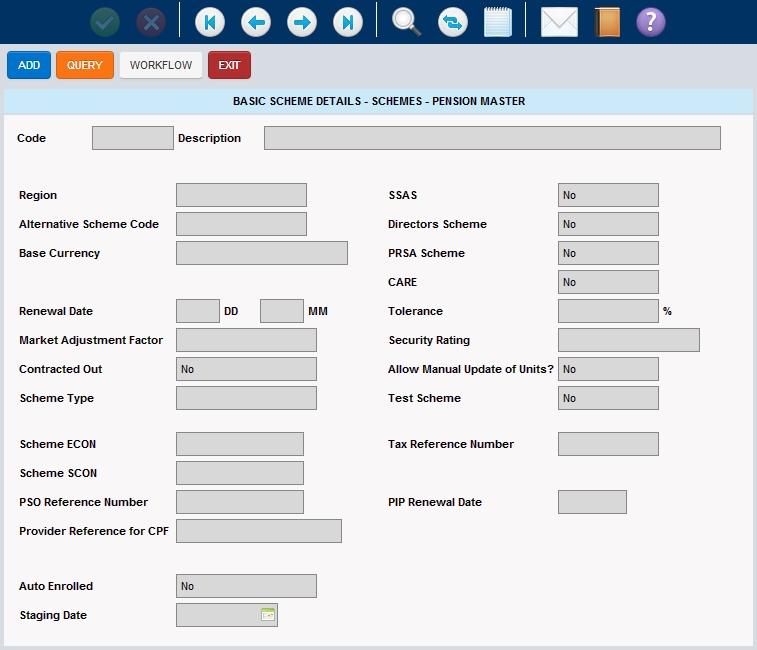 ?
ADD QUERY WORKFLOW EXIT
BASIC SCHEME DETAILS - SCHEMES - PENSION MASTER
Code Description
Region SSAS No
Alternative Scheme Code Directors Scheme No
Base Currency PRSA Scheme No
CARE No
Renewal Date DD MM Tolerance %
Market Adjustment Factor Security Rating
Contracted Out No Allow Manual Update of Units? No
Scheme Type Test Scheme No
Scheme ECON Tax Reference Number
Scheme SCON
PSO Reference Number PIP Renewal Date
Provider Reference for CPF
Auto Enrolled No
Staging Date